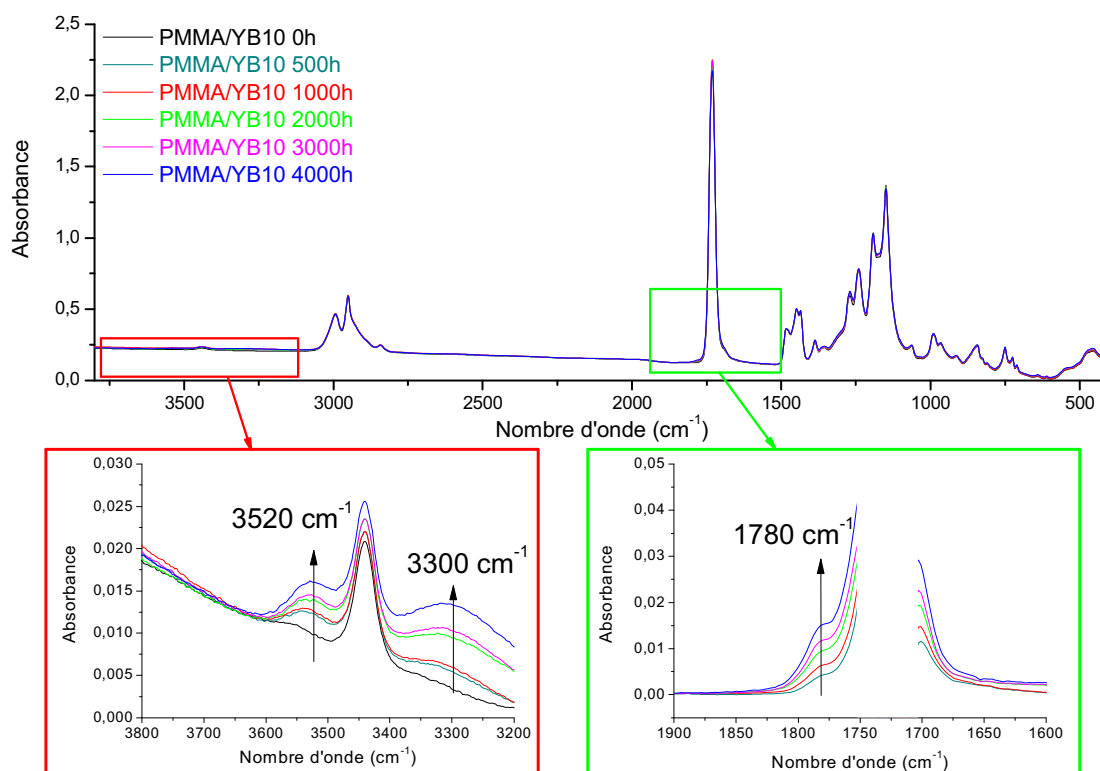 2,5
2,0
1,5
1,0
0,5
0,0
Absorbance
PMMA/YB10 0h
PMMA/YB10 500h
PMMA/YB10 1000h
PMMA/YB10 2000h
PMMA/YB10 3000h
PMMA/YB10 4000h
3500 3000 2500 2000 1500 1000 500
Nombre d'onde (cm-1)
0,030
0,025
0,020
0,015
0,010
0,005
0,000
Absorbance
3520 cm-1
3300 cm-1
3800 3700 3600 3500 3400 3300 3200
Nombre d'onde (cm-1)
0,05
0,04
0,03
0,02
0,01
0,00
Absorbance
1780 cm-1
1900 1850 1800 1750 1700 1650 1600
Nombre d'onde (cm-1)